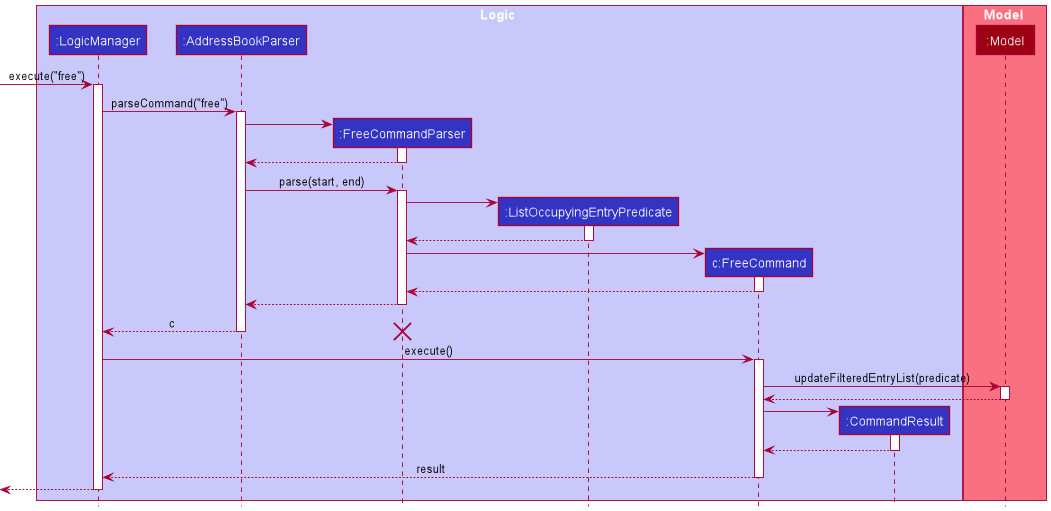 Logic
Model
:LogicManager
:AddressBookParser
:Model
execute("free")
parseCommand("free")
:FreeCommandParser
parse(start, end)
:ListOccupyingEntryPredicate
c:FreeCommand
c
execute()
updateFilteredEntryList(predicate)
:CommandResult
result